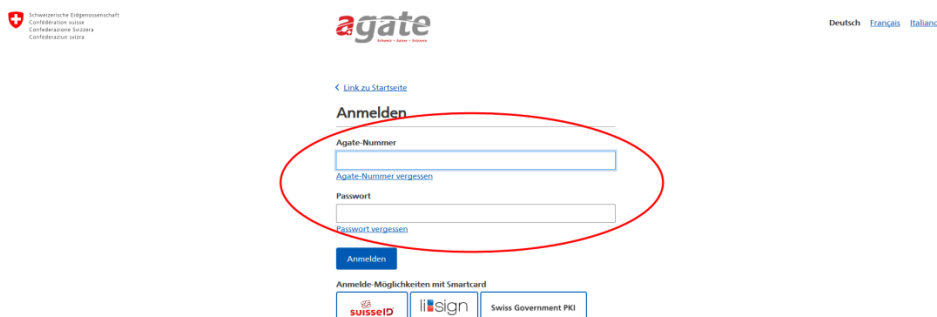 Schweizerische Eidgenossenschaft
Confédération suisse
Confederazione Svizzera
Confederaziun svizra
agate
Schweiz – Suisse – Svizzera
Deutsch Français Italiano
Link zu Startseite
Anmelden
Agate-Nummer
Agate-Nummer vergessen
Passwort
Passwort vergessen
Anmelden
Anmelde-Möglichkeiten mit Smartcard
suisseID
Swiss Government PKI